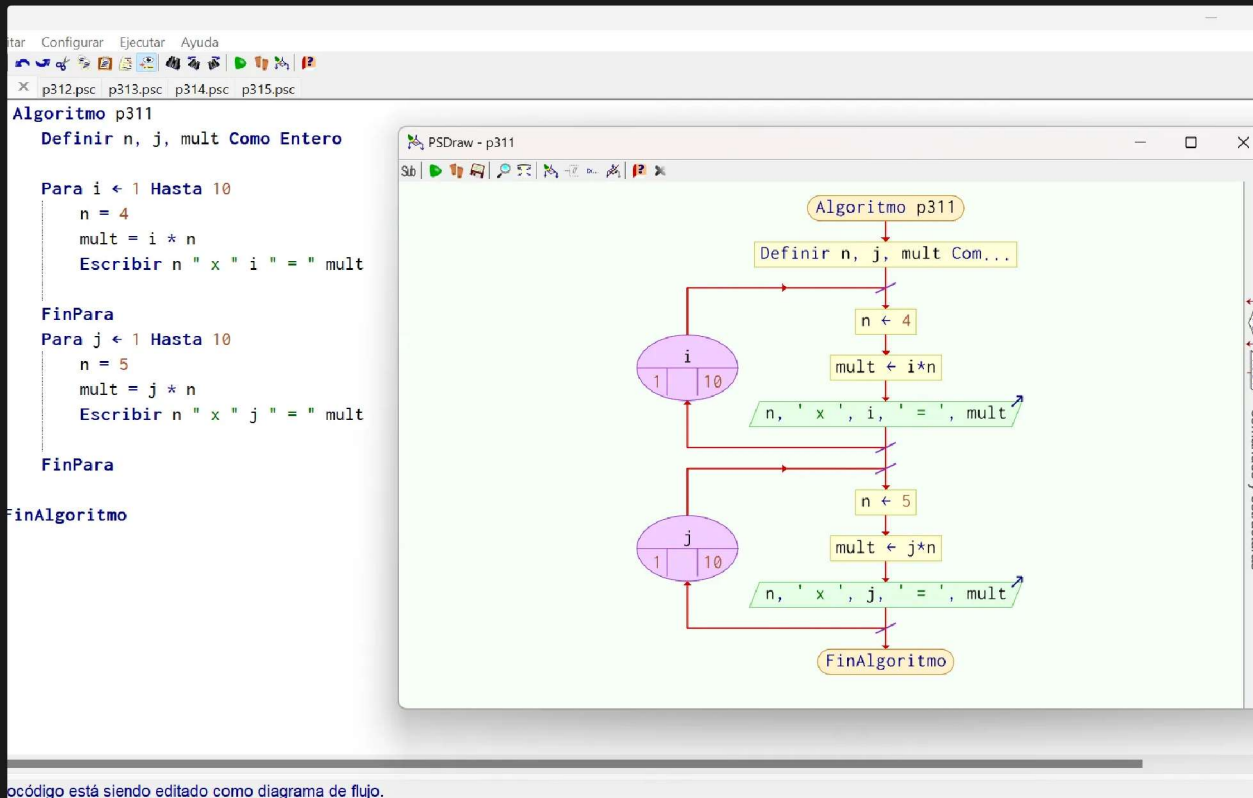 itar Configurar Ejecutar Ayuda
p312.psc p313.psc p314.psc p315.psc
Algoritmo p311
Definir n, j, mult Como Entero
Para i ← 1 Hasta 10
n = 4
mult = i * n
Escribir n " x " i " = " mult
FinPara
Para j ← 1 Hasta 10
n = 5
mult = j * n
Escribir n " x " j " = " mult
FinPara
FinAlgoritmo
PSDraw - p311
Sub
Algoritmo p311
Definir n, j, mult Com...
n ← 4
i
1 10
mult ← i*n
n, ' x ', i, ' = ', mult
n ← 5
j
1 10
mult ← j*n
n, ' x ', j, ' = ', mult
FinAlgoritmo
ocódigo está siendo editado como diagrama de flujo.